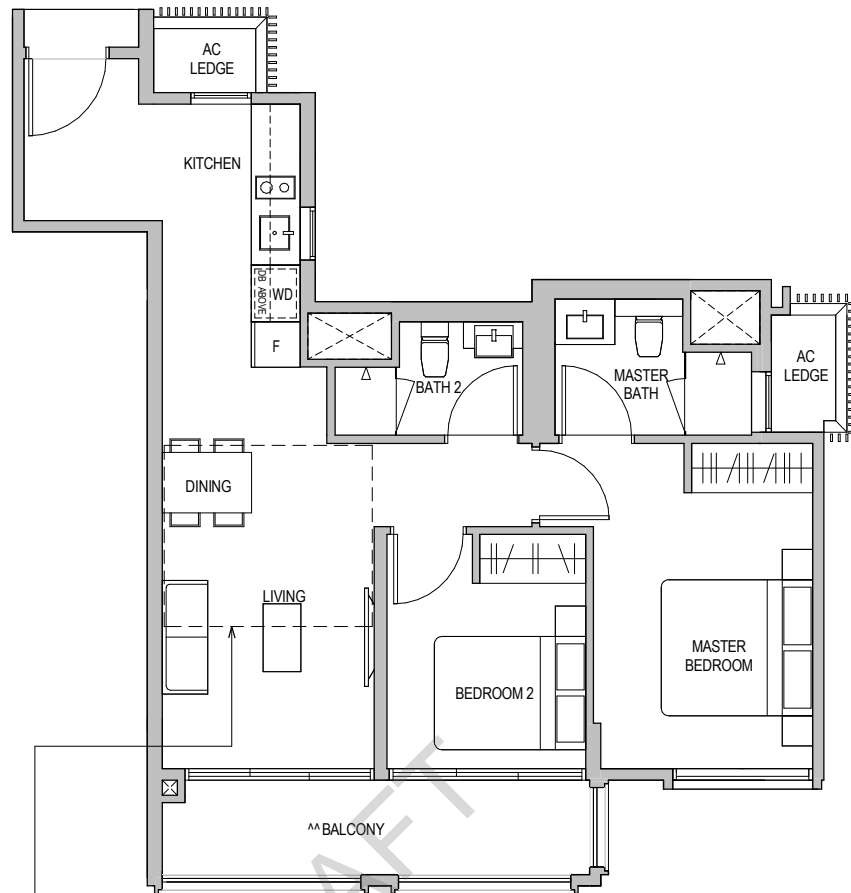 AC
LEDGE
KITCHEN
DB ABOVE
WD
F
BATH 2
MASTER
BATH
AC
LEDGE
DINING
LIVING
MASTER
BEDROOM
BEDROOM 2
^^BALCONY
AFT